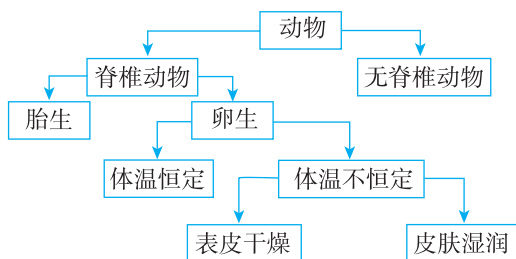 动物
脊椎动物
无脊椎动物
胎生
卵生
体温恒定
体温不恒定
表皮干燥
皮肤湿润